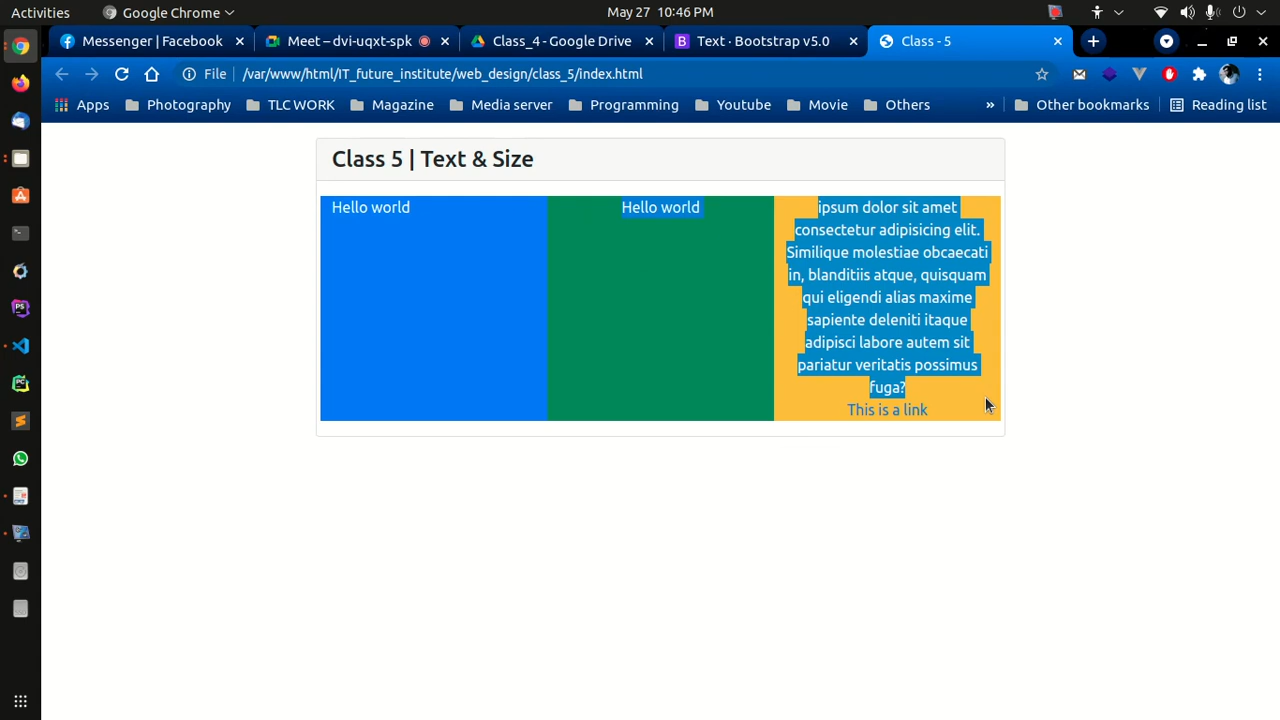 Activities
Google Chrome
May 27 10:46 PM
Messenger | Facebook
Meet – dvi-uqxt-spk
Class_4 - Google Drive
Text · Bootstrap v5.0
Class - 5
File
/var/www/html/IT_future_institute/web_design/class_5/index.html
Apps
Photography
TLC WORK
Magazine
Media server
Programming
Youtube
Movie
Others
»
Other bookmarks
Reading list
Class 5 | Text & Size
Hello world
Hello world
ipsum dolor sit amet
consectetur adipisicing elit.
Similique molestiae obcaecati
in, blanditiis atque, quisquam
qui eligendi alias maxime
sapiente deleniti itaque
adipisci labore autem sit
pariatur veritatis possimus
fuga?
This is a link